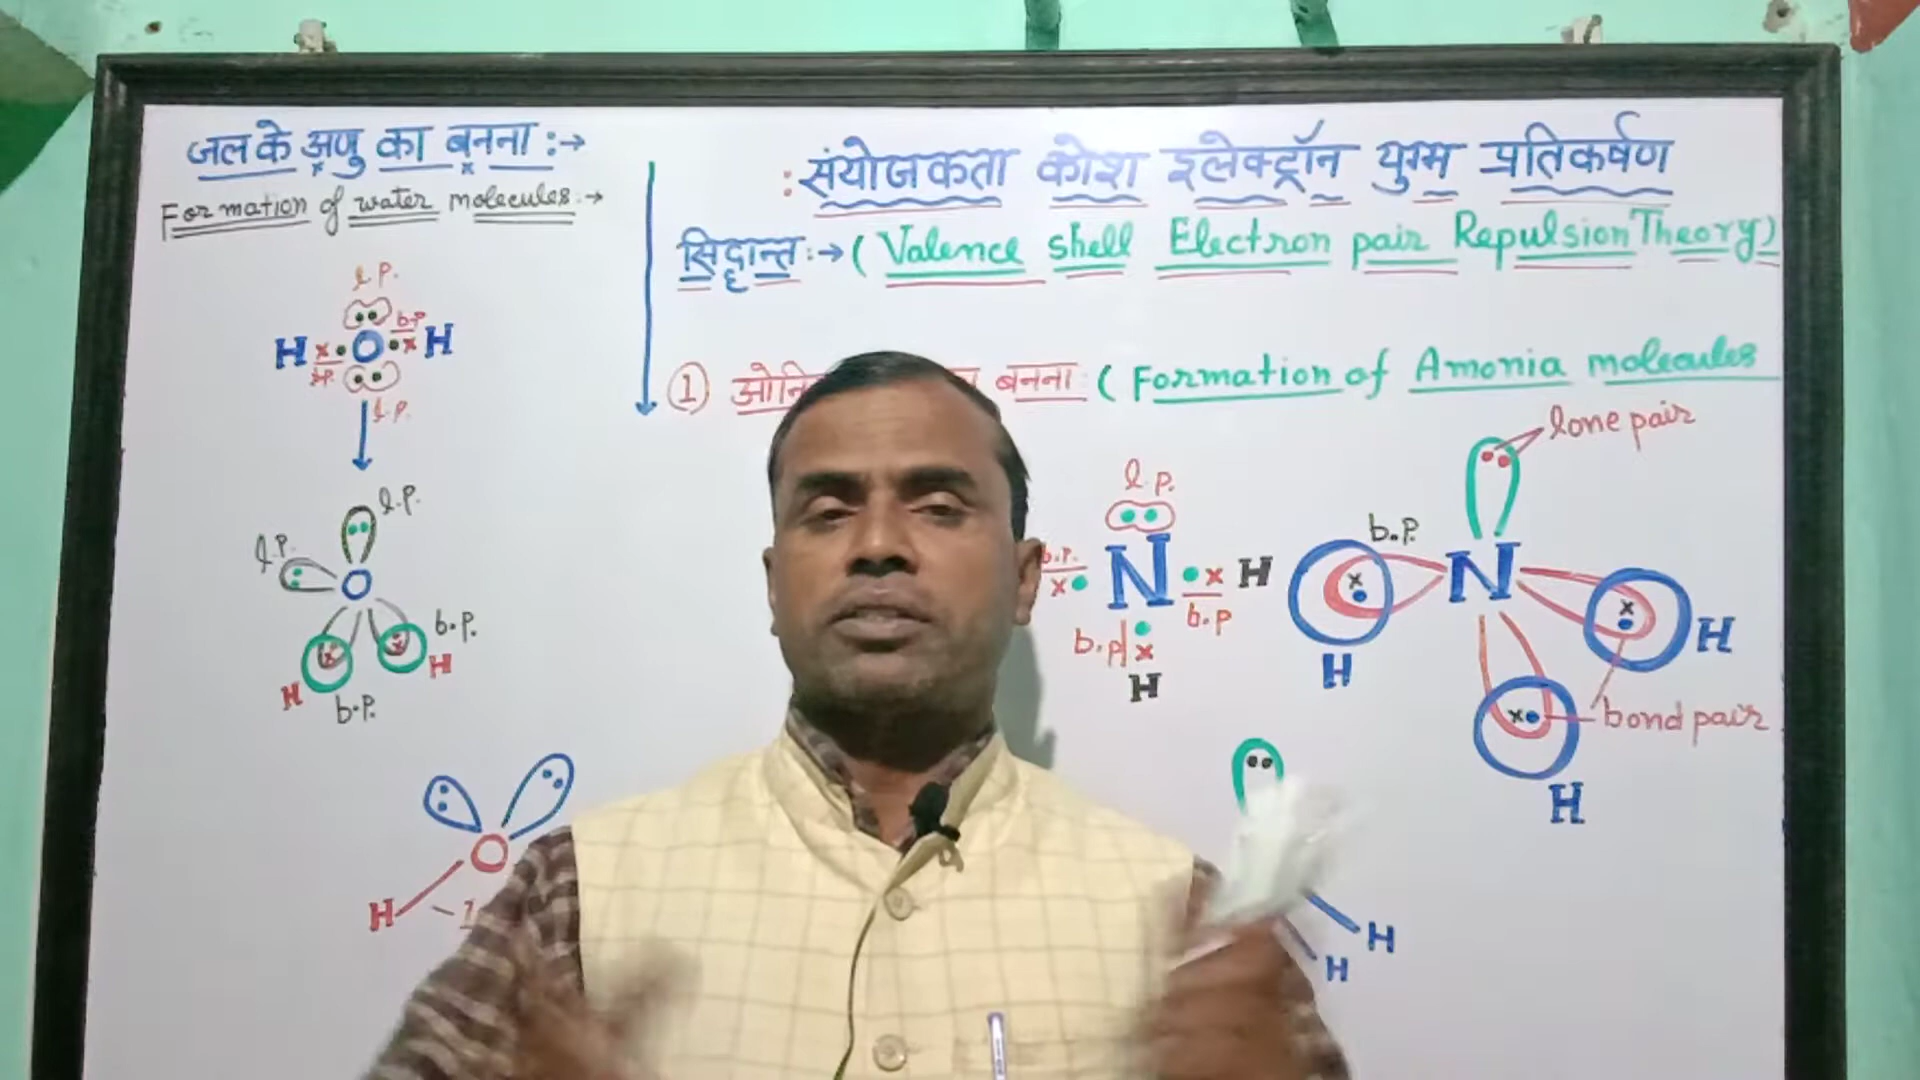 जल के अणु का बनना :→
Formation of water molecules :→
l.p.
H x• O •x H
b.p
b.p.
l.p.
l.p.
l.p.
O
b.p.
H
H
b.p.
O
H
:संयोजकता कोश इलेक्ट्रॉन युग्म प्रतिकर्षण
सिद्धान्त :→ (Valence shell Electron pair Repulsion Theory)
① बनना (Formation of Amonia molecules
l.p.
b.p.
x• N •x H
b.p
b.p x
H
lone pair
b.p.
N
x
x
H
H
x
bond pair
H
H
H